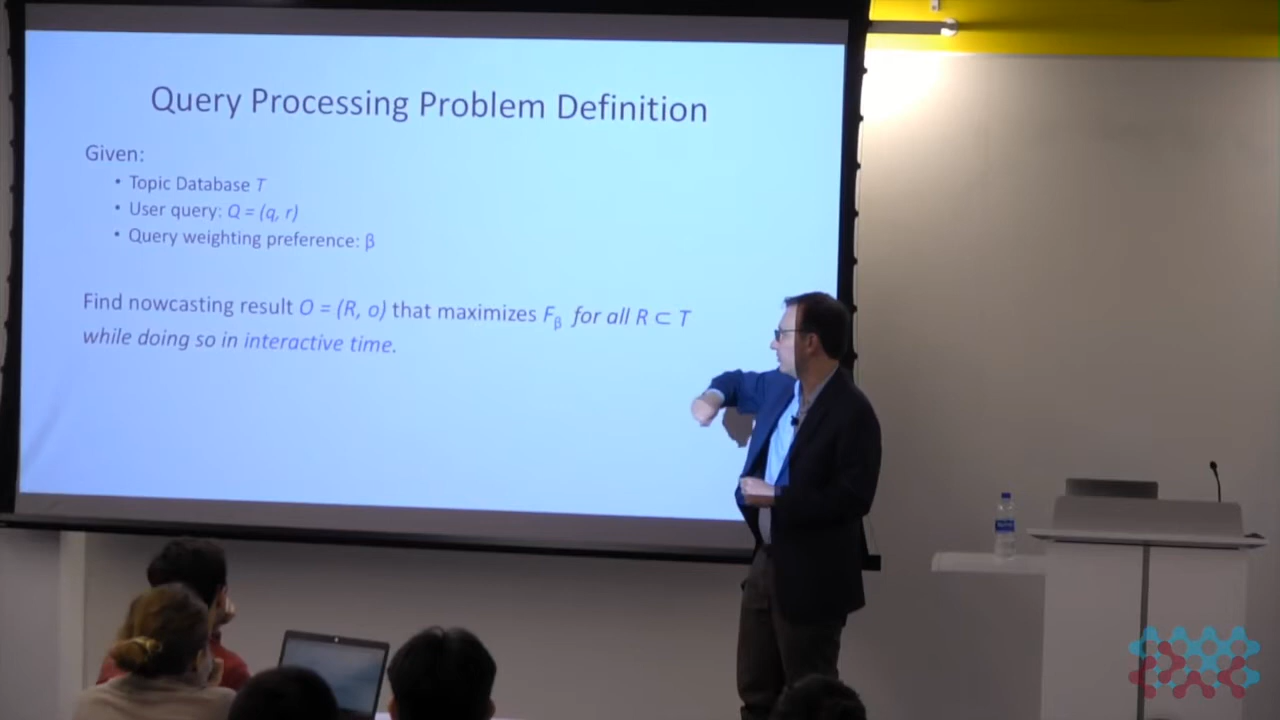 Query Processing Problem Definition
Given:
• Topic Database T
• User query: Q = (q, r)
• Query weighting preference: β
Find nowcasting result O = (R, o) that maximizes Fβ for all R ⊂ T
while doing so in interactive time.